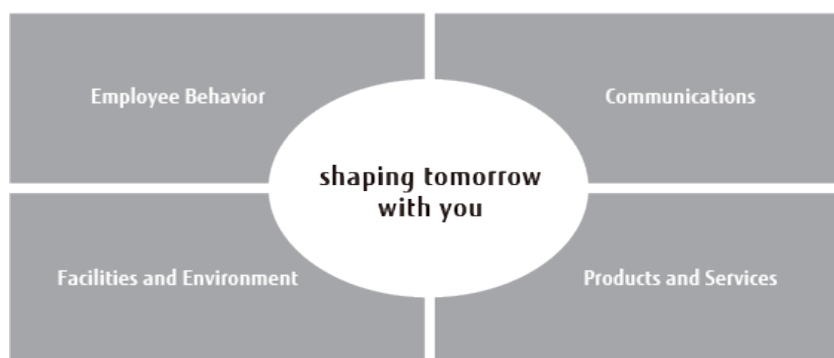 Employee Behavior
Communications
shaping tomorrow
with you
Facilities and Environment
Products and Services